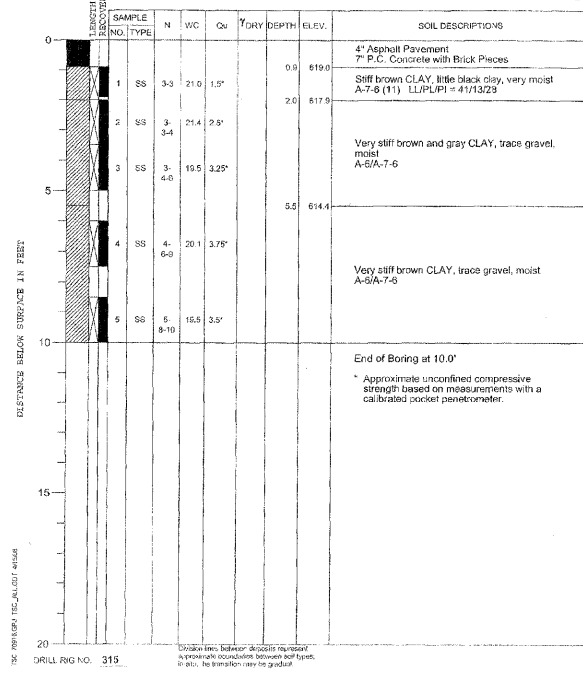 LENGTH
RECOVERY
SAMPLE
NO. TYPE
N WC Qu γDRY DEPTH ELEV. SOIL DESCRIPTIONS
0
4" Asphalt Pavement
7" P.C. Concrete with Brick Pieces
0.9 619.0
1 SS 3-3 21.0 1.5*
Stiff brown CLAY, little black clay, very moist
A-7-6 (11) LL/PL/PI = 41/13/28
2.0 617.9
2 SS 3-
3-4 21.4 2.5*
Very stiff brown and gray CLAY, trace gravel,
moist
A-6/A-7-6
3 SS 3-
4-6 19.5 3.25*
5
5.5 614.4
4 SS 4-
6-9 20.1 3.75*
Very stiff brown CLAY, trace gravel, moist
A-6/A-7-6
5 SS 6-
8-10 19.5 3.5*
10
End of Boring at 10.0'
* Approximate unconfined compressive
strength based on measurements with a
calibrated pocket penetrometer.
15
20
DISTANCE BELOW SURFACE IN FEET
DRILL RIG NO. 315
Division lines between deposits represent
approximate boundaries between soil types;
in-situ, the transition may be gradual.